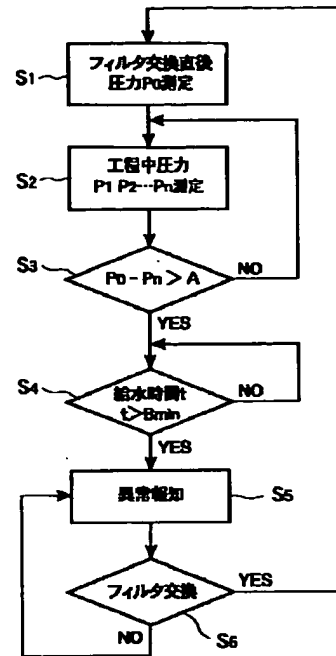 S1
フィルタ交換直後
圧力P0測定
S2
工程中圧力
P1 P2…Pn測定
S3
P0－Pn＞A
NO
YES
S4
給水時間t
t＞Bmin
NO
YES
異常報知
S5
フィルタ交換
YES
NO
S6